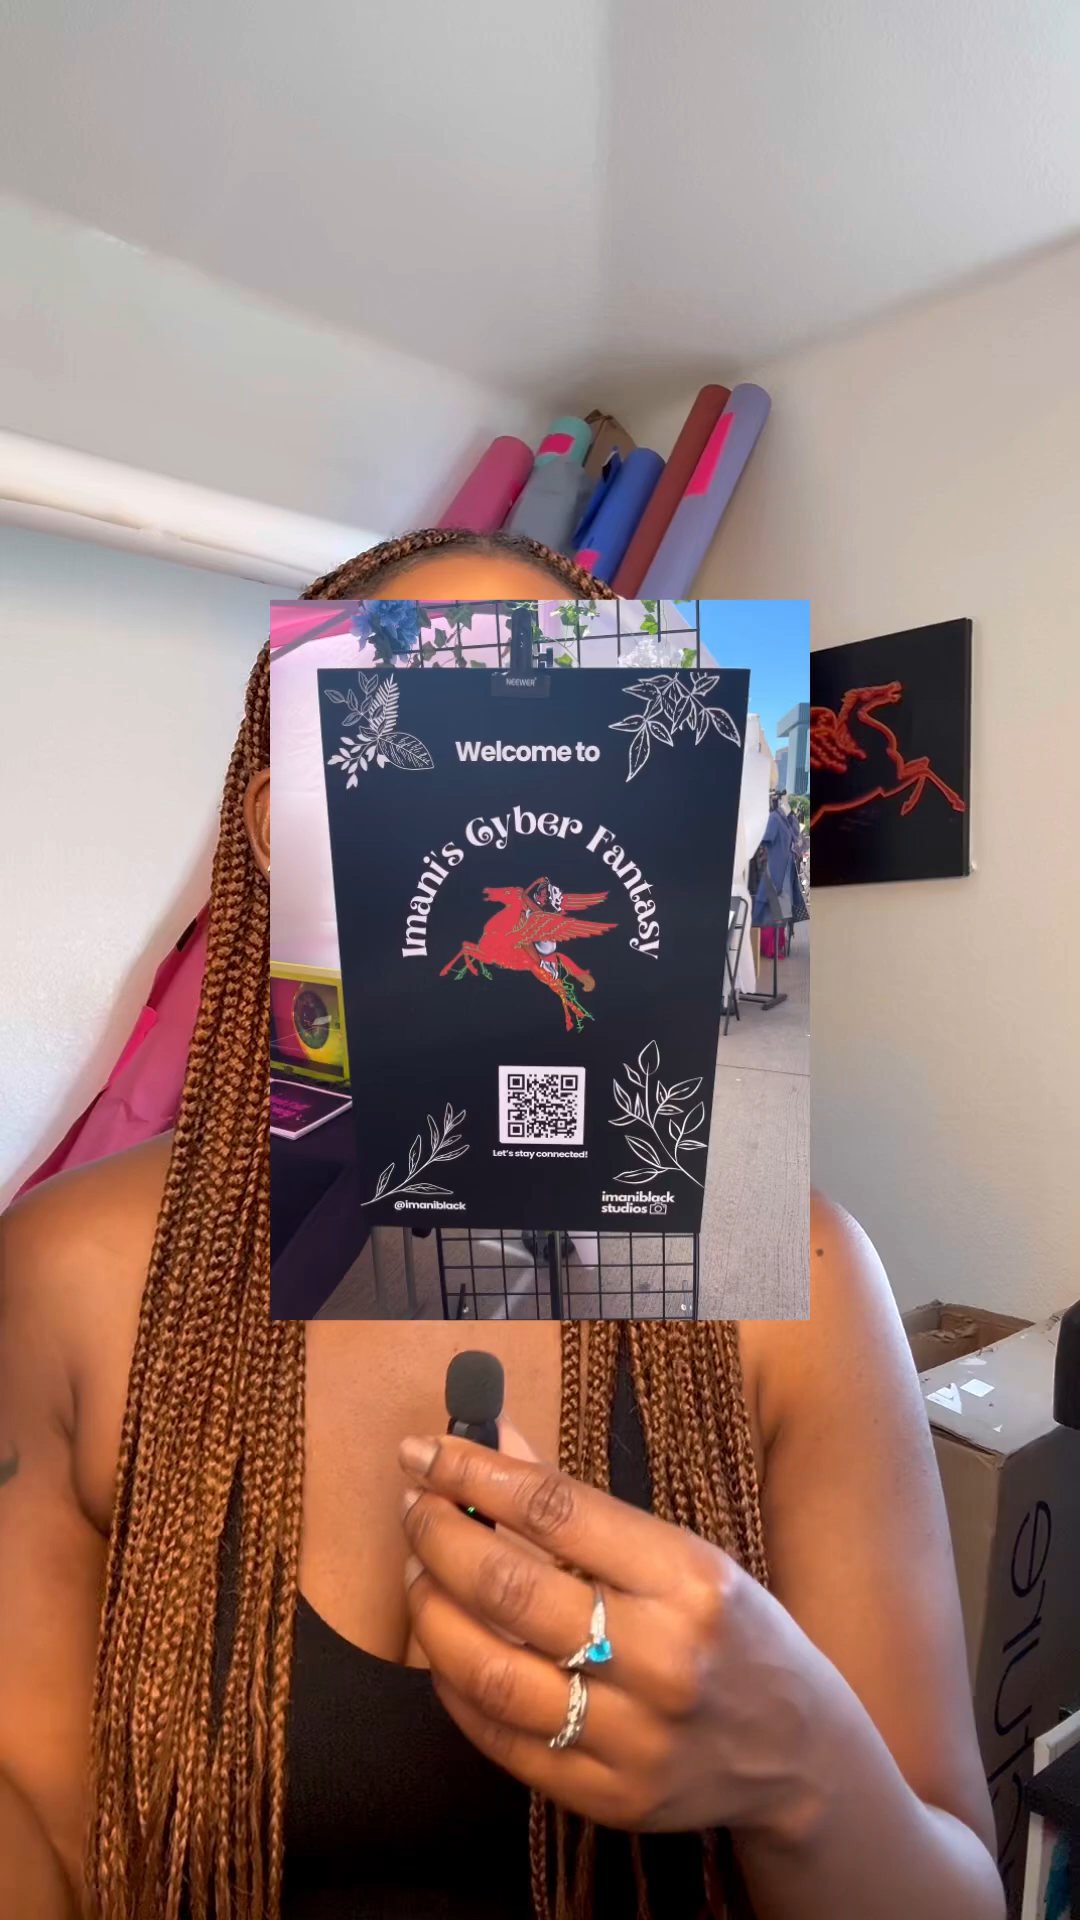 NEEWER
Welcome to
Imani's Cyber Fantasy
Let's stay connected!
@imaniblack
imaniblack
studios